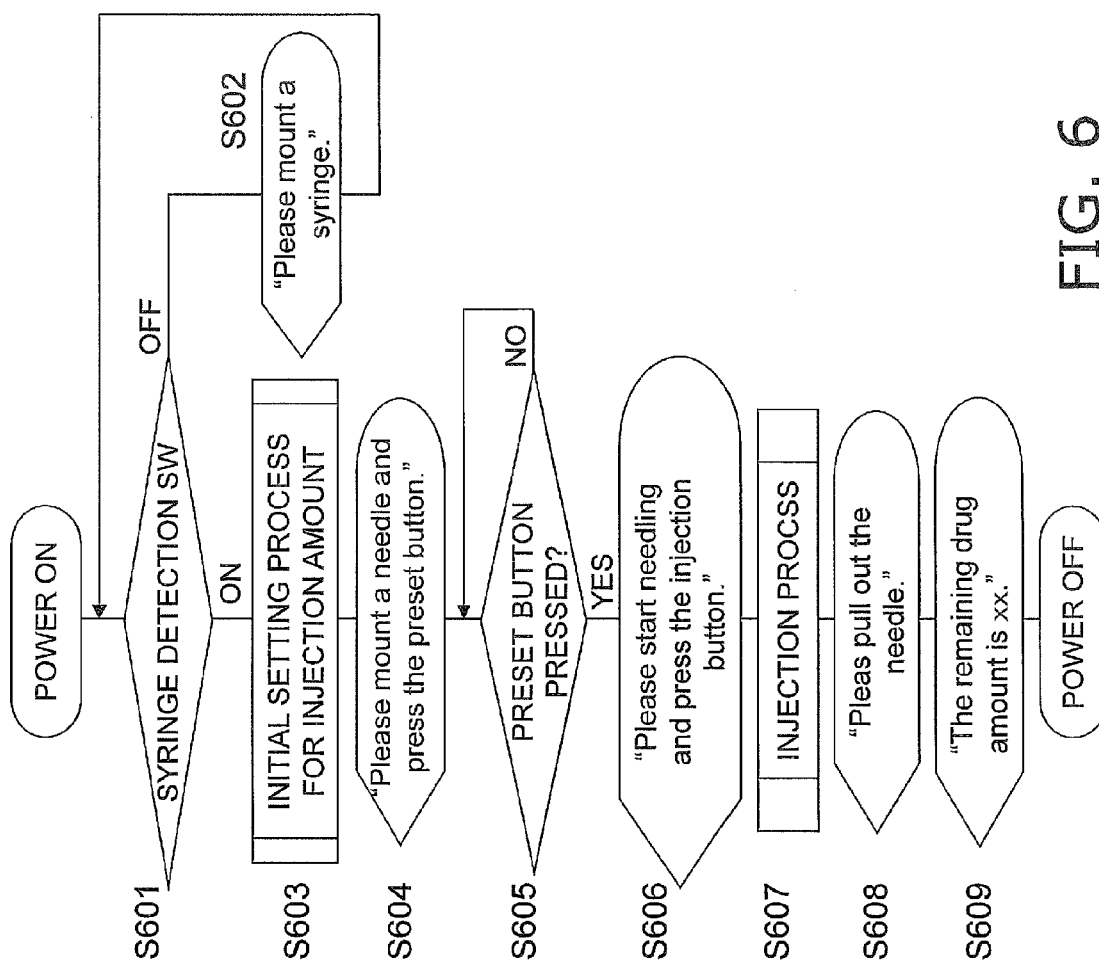 POWER ON
S601
SYRINGE DETECTION SW
OFF
ON
S602
“Please mount a
syringe.”
S603
INITIAL SETTING PROCESS
FOR INJECTION AMOUNT
S604
“Please mount a needle and
press the preset button.”
S605
PRESET BUTTON
PRESSED?
NO
YES
S606
“Please start needling
and press the injection
button.”
S607
INJECTION PROCSS
S608
“Pleas pull out the
needle.”
S609
“The remaining drug
amount is xx.”
POWER OFF
FIG. 6